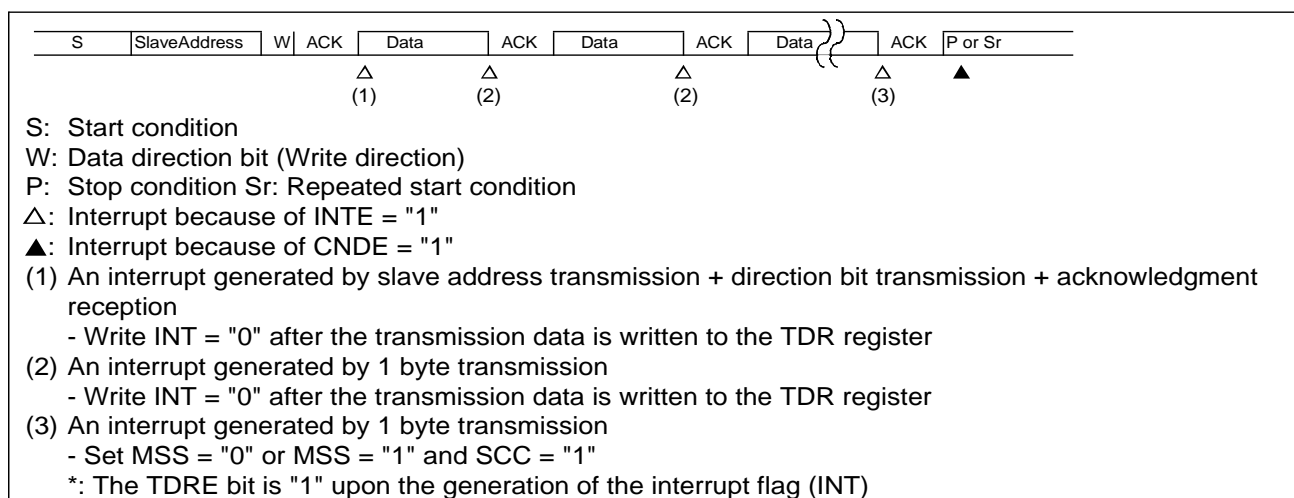 S SlaveAddress W ACK Data ACK Data ACK Data ACK P or Sr
△ △ △ △ ▲
(1) (2) (2) (3)
S: Start condition
W: Data direction bit (Write direction)
P: Stop condition Sr: Repeated start condition
△: Interrupt because of INTE = "1"
▲: Interrupt because of CNDE = "1"
(1) An interrupt generated by slave address transmission + direction bit transmission + acknowledgment
reception
- Write INT = "0" after the transmission data is written to the TDR register
(2) An interrupt generated by 1 byte transmission
- Write INT = "0" after the transmission data is written to the TDR register
(3) An interrupt generated by 1 byte transmission
- Set MSS = "0" or MSS = "1" and SCC = "1"
*: The TDRE bit is "1" upon the generation of the interrupt flag (INT)